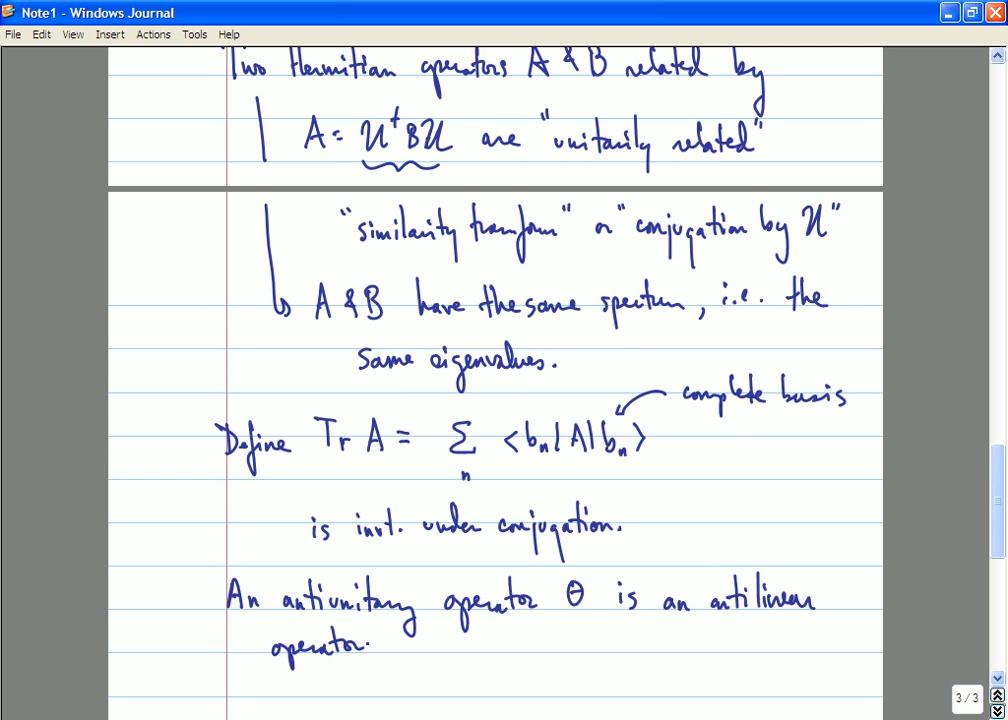 Note1 - Windows Journal
File Edit View Insert Actions Tools Help
Two Hermitian operators A & B related by
A = U†BU are "unitarily related"
"similarity transform" or "conjugation by U"
A & B have the same spectrum, i.e. the
same eigenvalues.
complete basis
Define Tr A = Σ <bn|A|bn>
n
is invt. under conjugation.
An antiunitary operator Θ is an antilinear
operator.
3 / 3